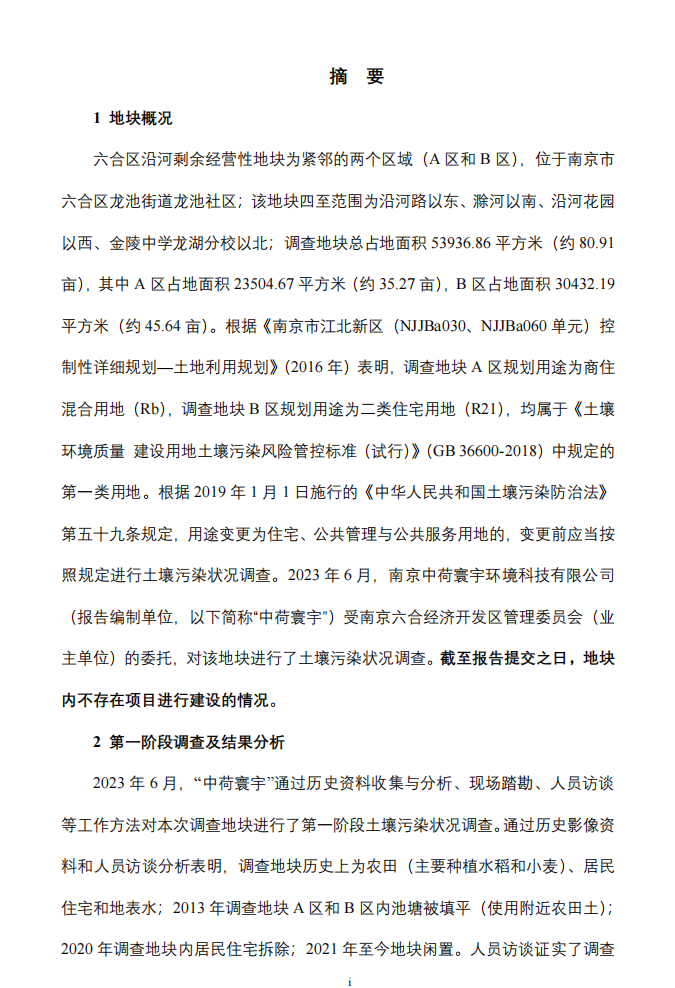 摘 要
1 地块概况
六合区沿河剩余经营性地块为紧邻的两个区域（A 区和 B 区），位于南京市
六合区龙池街道龙池社区；该地块四至范围为沿河路以东、滁河以南、沿河花园
以西、金陵中学龙湖分校以北；调查地块总占地面积 53936.86 平方米（约 80.91
亩），其中 A 区占地面积 23504.67 平方米（约 35.27 亩），B 区占地面积 30432.19
平方米（约 45.64 亩）。根据《南京市江北新区（NJJBa030、NJJBa060 单元）控
制性详细规划—土地利用规划》（2016 年）表明，调查地块 A 区规划用途为商住
混合用地（Rb），调查地块 B 区规划用途为二类住宅用地（R21），均属于《土壤
环境质量 建设用地土壤污染风险管控标准（试行）》（GB 36600-2018）中规定的
第一类用地。根据 2019 年 1 月 1 日施行的《中华人民共和国土壤污染防治法》
第五十九条规定，用途变更为住宅、公共管理与公共服务用地的，变更前应当按
照规定进行土壤污染状况调查。2023 年 6 月，南京中荷寰宇环境科技有限公司
（报告编制单位，以下简称“中荷寰宇”）受南京六合经济开发区管理委员会（业
主单位）的委托，对该地块进行了土壤污染状况调查。截至报告提交之日，地块
内不存在项目进行建设的情况。
2 第一阶段调查及结果分析
2023 年 6 月，“中荷寰宇”通过历史资料收集与分析、现场踏勘、人员访谈
等工作方法对本次调查地块进行了第一阶段土壤污染状况调查。通过历史影像资
料和人员访谈分析表明，调查地块历史上为农田（主要种植水稻和小麦）、居民
住宅和地表水；2013 年调查地块 A 区和 B 区内池塘被填平（使用附近农田土）；
2020 年调查地块内居民住宅拆除；2021 年至今地块闲置。人员访谈证实了调查
i